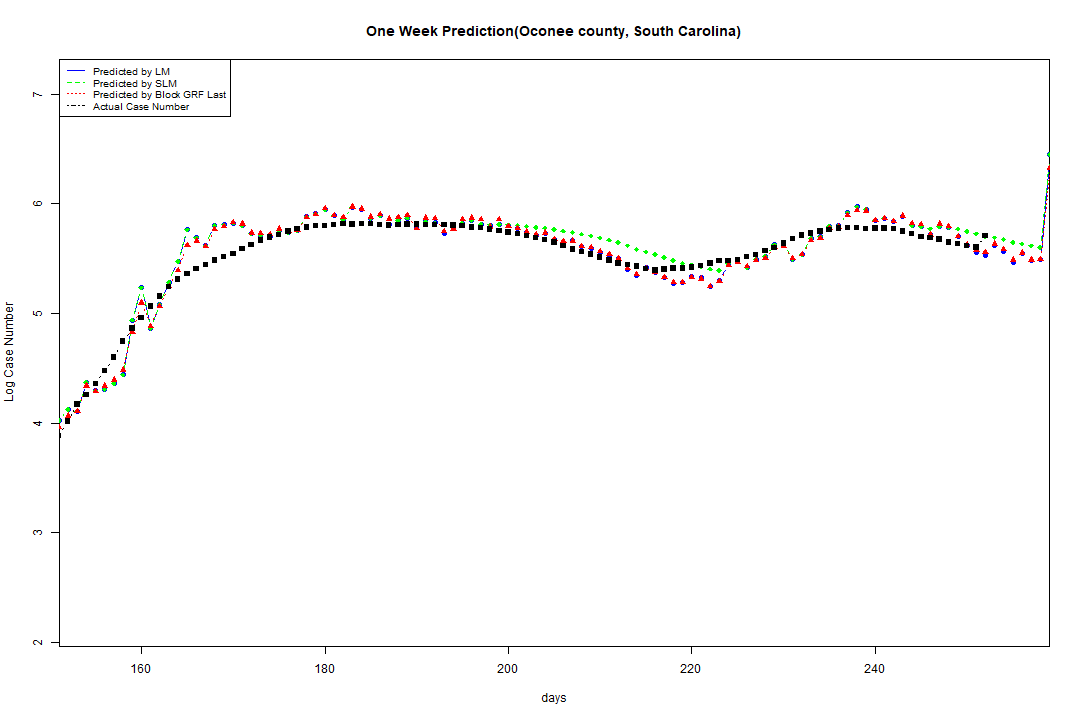 One Week Prediction(Oconee county, South Carolina)
Predicted by LM
Predicted by SLM
Predicted by Block GRF Last
Actual Case Number
7
6
5
4
3
2
Log Case Number
160
180
200
220
240
days